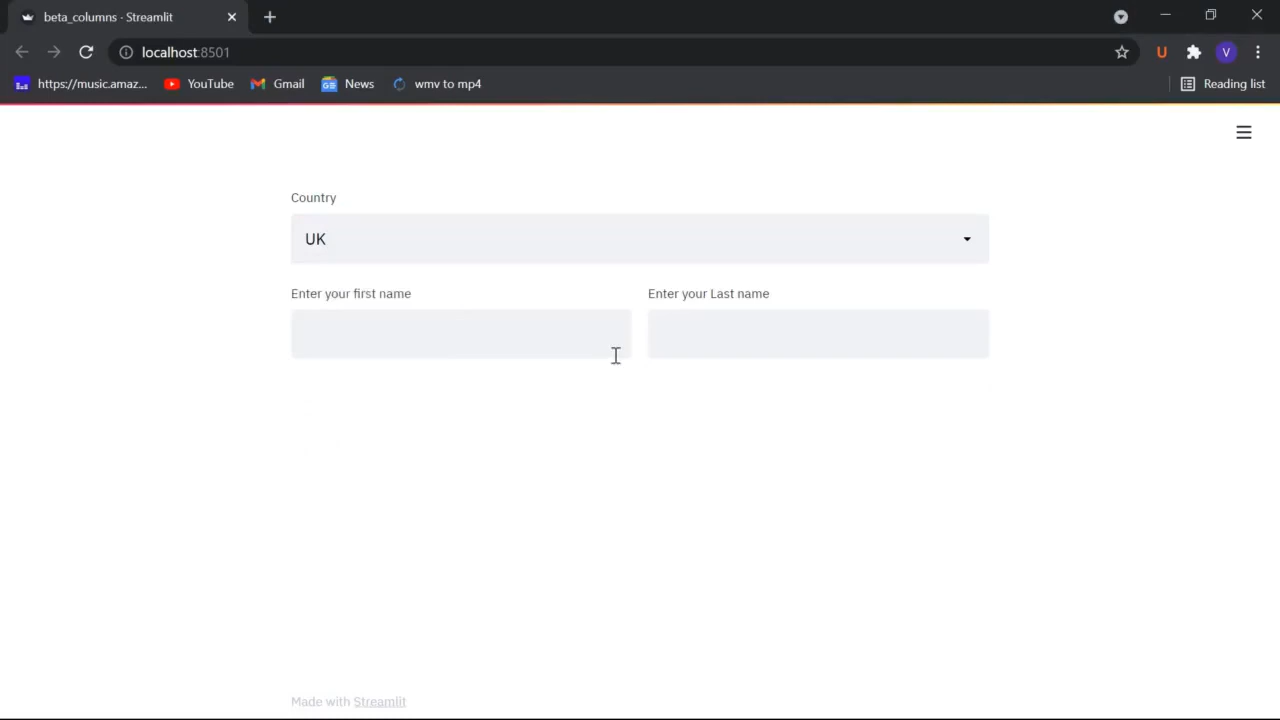 beta_columns · Streamlit
localhost:8501
V
https://music.amaz... YouTube Gmail News wmv to mp4 Reading list
Country
UK
Enter your first name Enter your Last name
Made with Streamlit